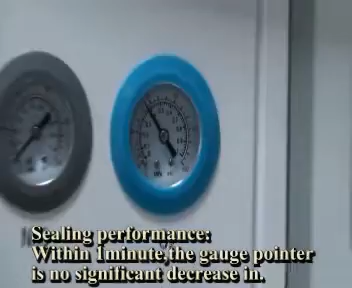 Sealing performance:
Within 1minute,the gauge pointer
is no significant decrease in.